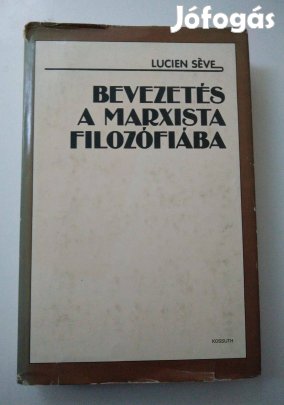 Jófogás
LUCIEN SÈVE
BEVEZETÉS
A MARXISTA
FILOZÓFIÁBA
KOSSUTH